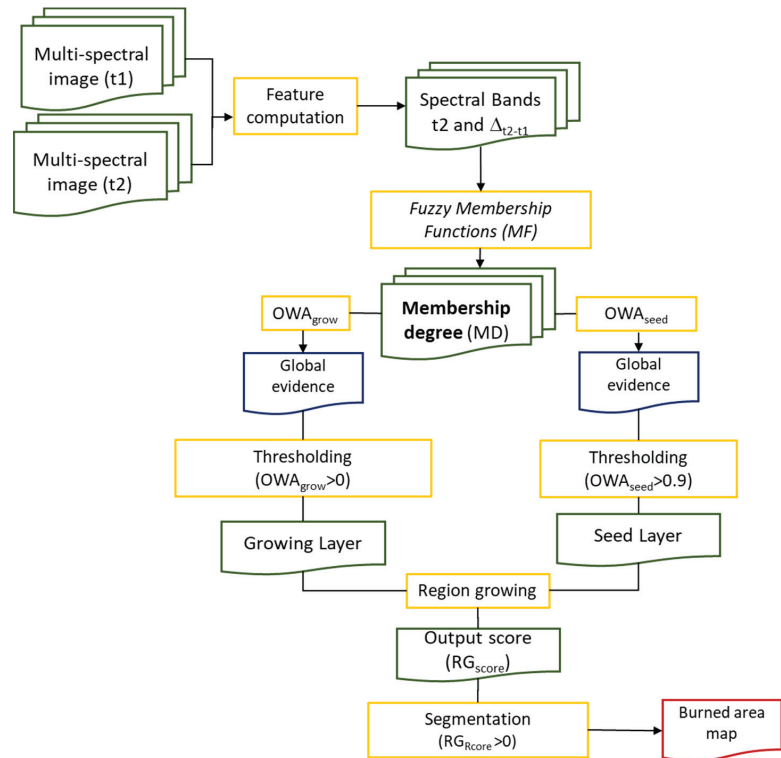 Multi-spectral
image (t1)
Multi-spectral
image (t2)
Feature
computation
Spectral Bands
t2 and Δt2-t1
Fuzzy Membership
Functions (MF)
OWAgrow
Membership
degree (MD)
OWAseed
Global
evidence
Global
evidence
Thresholding
(OWAgrow>0)
Thresholding
(OWAseed>0.9)
Growing Layer
Seed Layer
Region growing
Output score
(RGscore)
Segmentation
(RGRcore>0)
Burned area
map